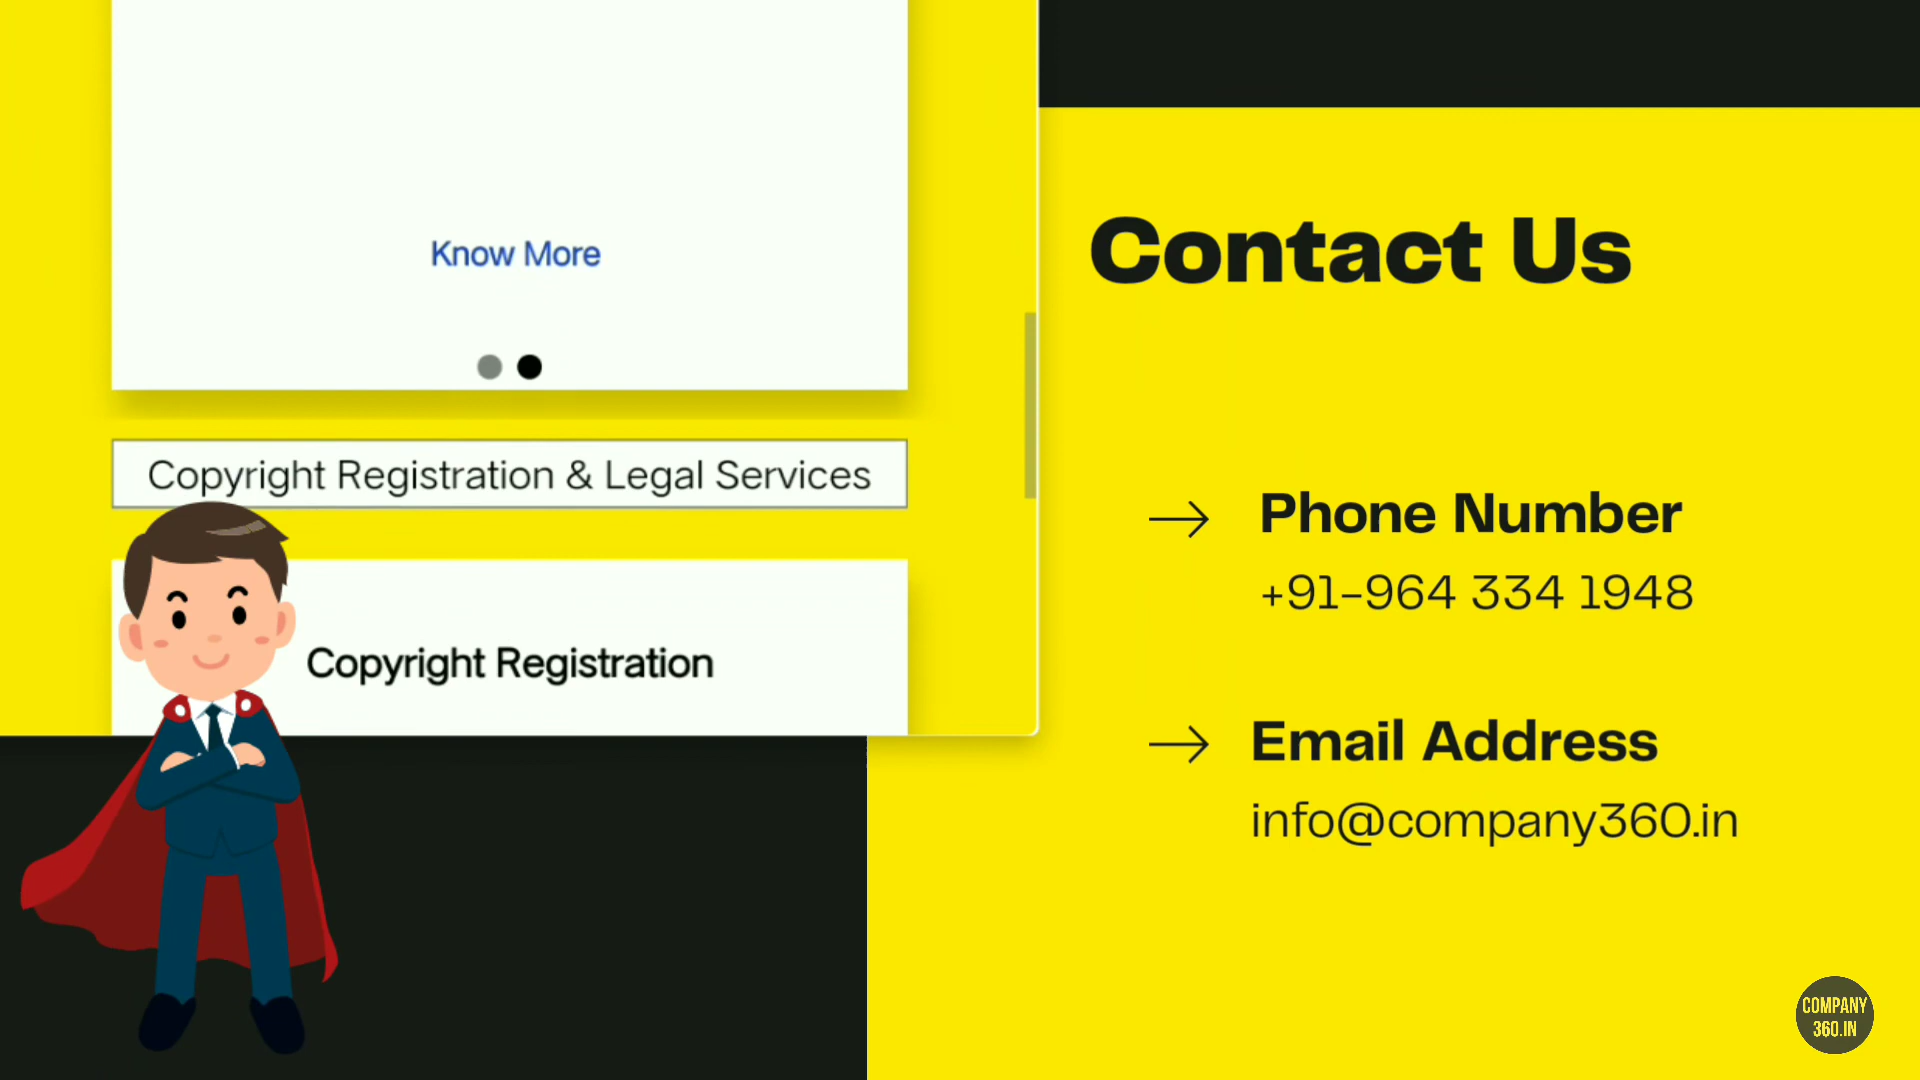 Know More
Copyright Registration & Legal Services
Copyright Registration
Contact Us
Phone Number
+91-964 334 1948
Email Address
info@company360.in
COMPANY
360.IN